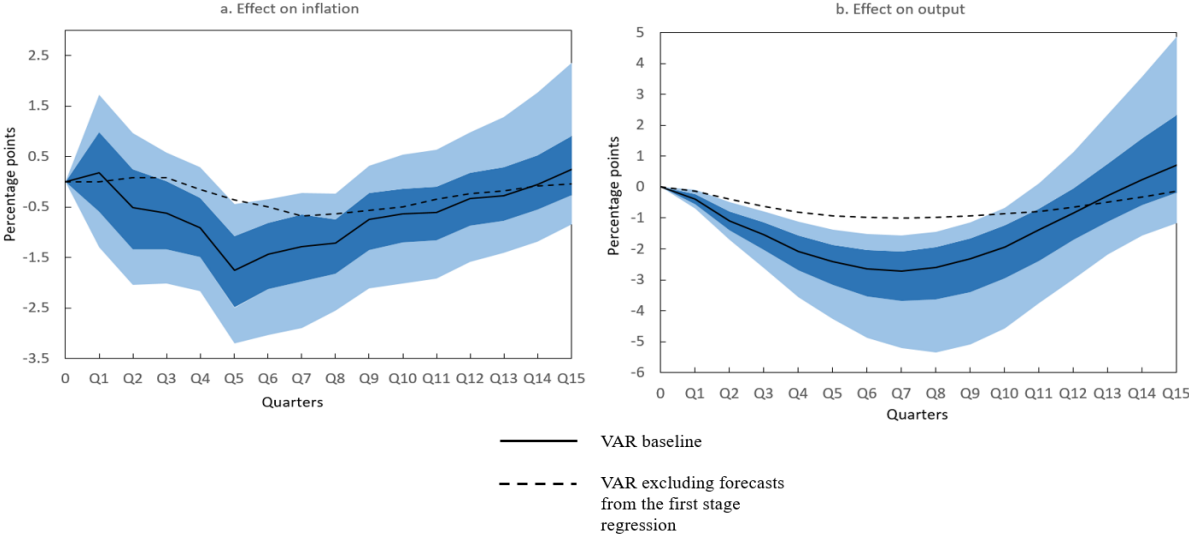 a. Effect on inflation
2.5
1.5
0.5
-0.5
-1.5
-2.5
-3.5
Percentage points
0 Q1 Q2 Q3 Q4 Q5 Q6 Q7 Q8 Q9 Q10 Q11 Q12 Q13 Q14 Q15
Quarters
b. Effect on output
5
4
3
2
1
0
-1
-2
-3
-4
-5
-6
Percentage points
0 Q1 Q2 Q3 Q4 Q5 Q6 Q7 Q8 Q9 Q10 Q11 Q12 Q13 Q14 Q15
Quarters
VAR baseline
VAR excluding forecasts
from the first stage
regression